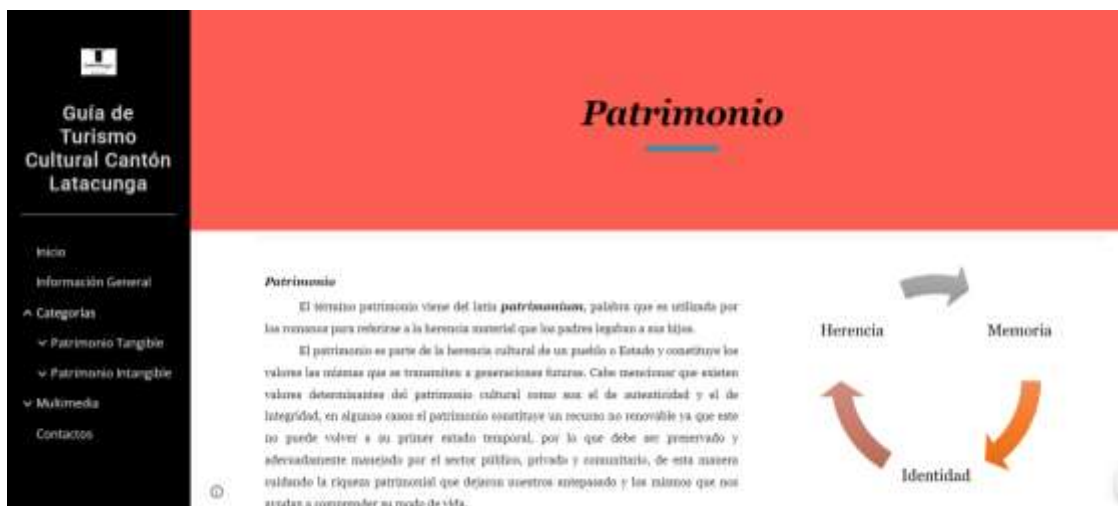 Guía de
Turismo
Cultural Cantón
Latacunga
Inicio
Información General
Categorías
Patrimonio Tangible
Patrimonio Intangible
Multimedia
Contactos
Patrimonio
Patrimonio
El término patrimonio viene del latín patrimonium, palabra que es utilizada por
los romanos para referirse a la herencia material que los padres legaban a sus hijos.
El patrimonio es parte de la herencia cultural de un pueblo o Estado y constituye los
valores las mismas que se transmiten a generaciones futuras. Cabe mencionar que existen
valores determinantes del patrimonio cultural como son el de autenticidad y el de
integridad, en algunos casos el patrimonio constituye un recurso no renovable ya que este
no puede volver a su primer estado temporal, por lo que debe ser preservado y
adecuadamente manejado por el sector público, privado y comunitario, de esta manera
cuidando la riqueza patrimonial que dejaron nuestros antepasado y los mismos que nos
ayudan a comprender su modo de vida.
Herencia
Memoria
Identidad